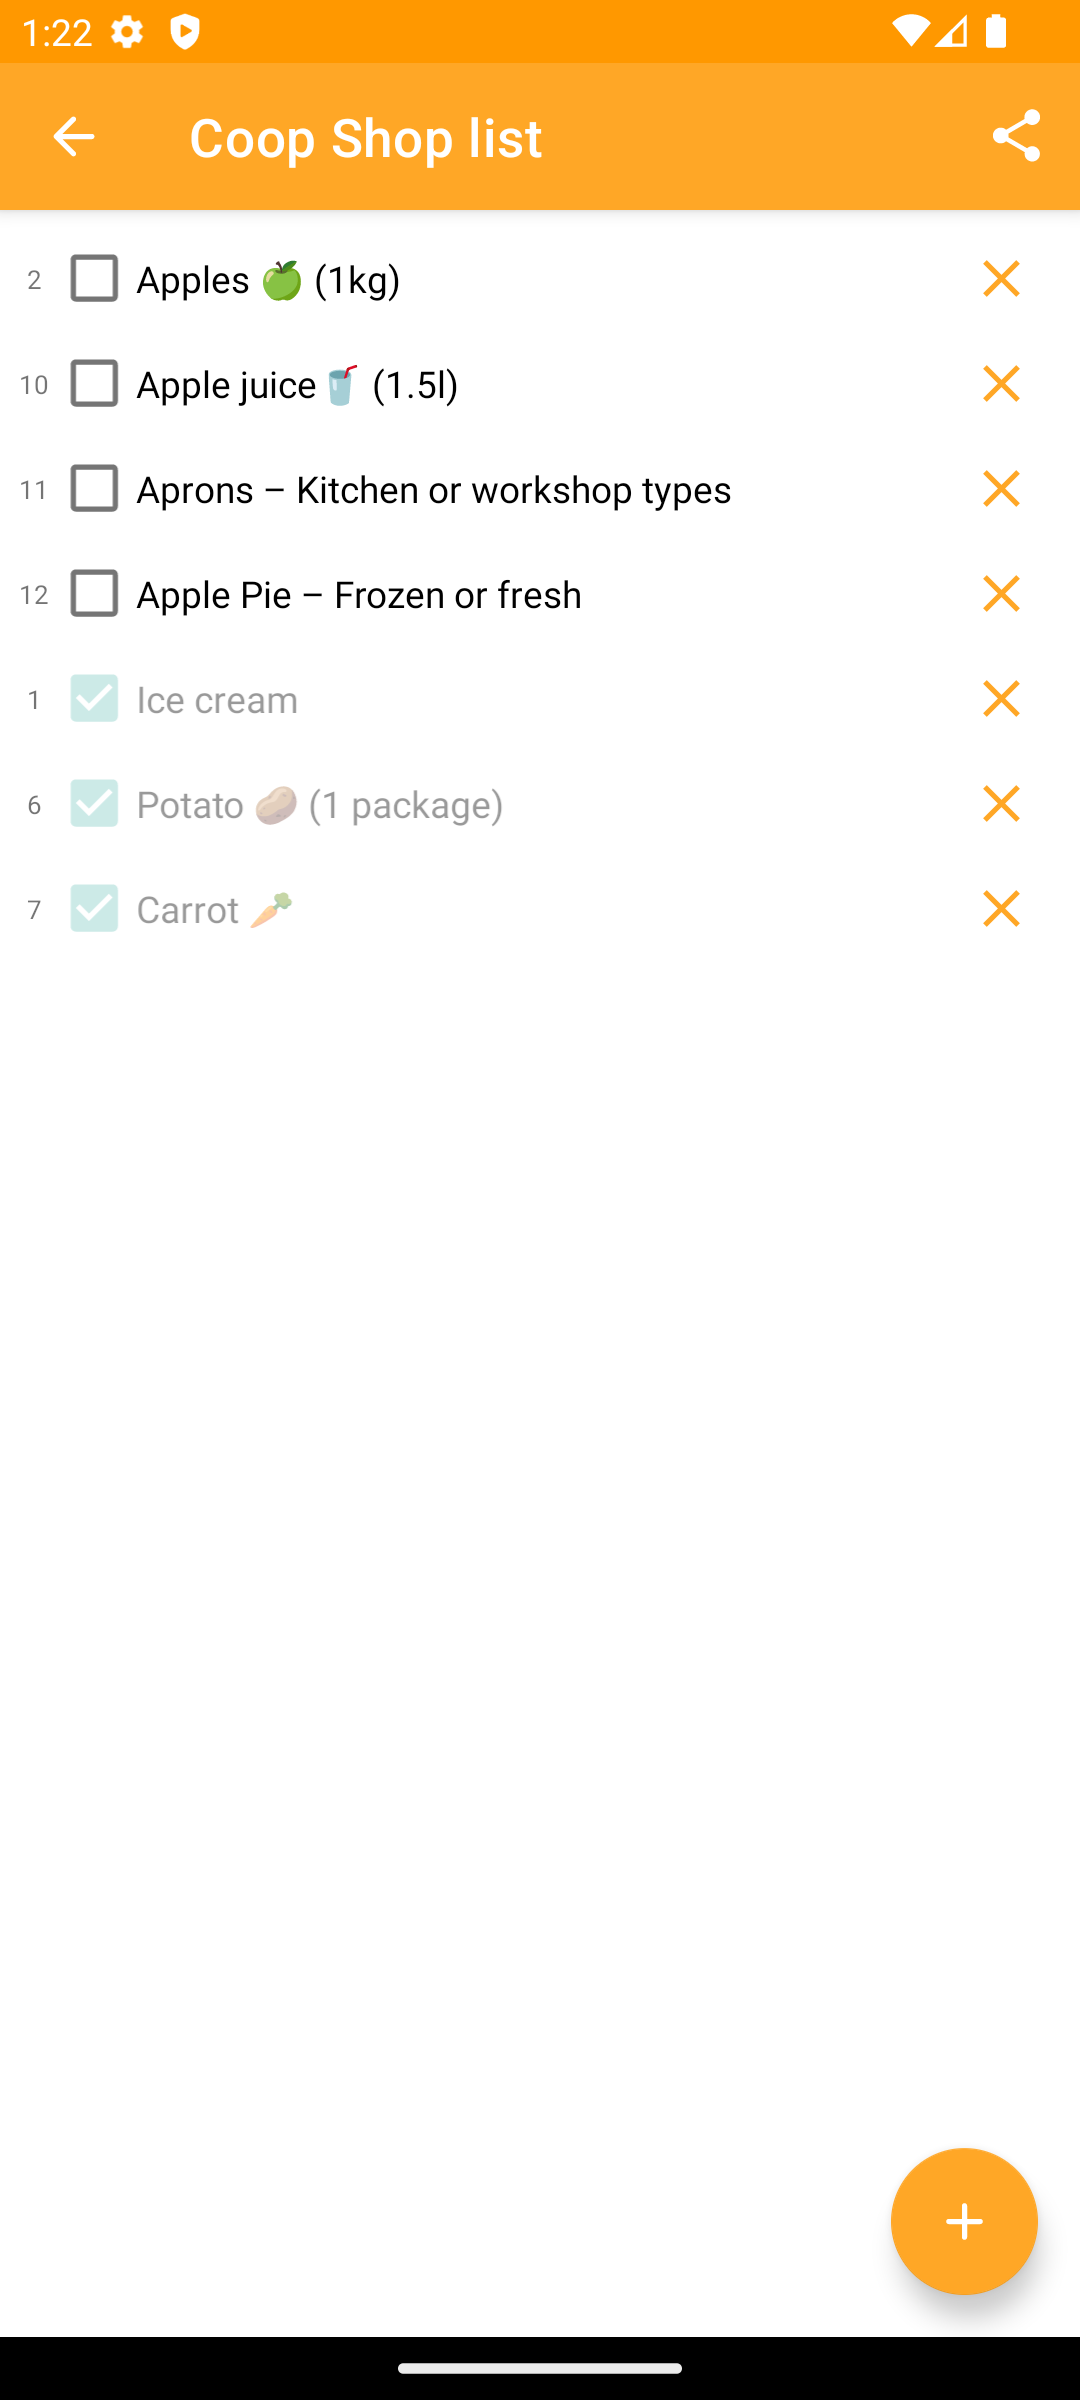 1:22
Coop Shop list
2 Apples 🍏 (1kg)
10 Apple juice🥤 (1.5l)
11 Aprons – Kitchen or workshop types
12 Apple Pie – Frozen or fresh
1 Ice cream
6 Potato 🥔 (1 package)
7 Carrot 🥕